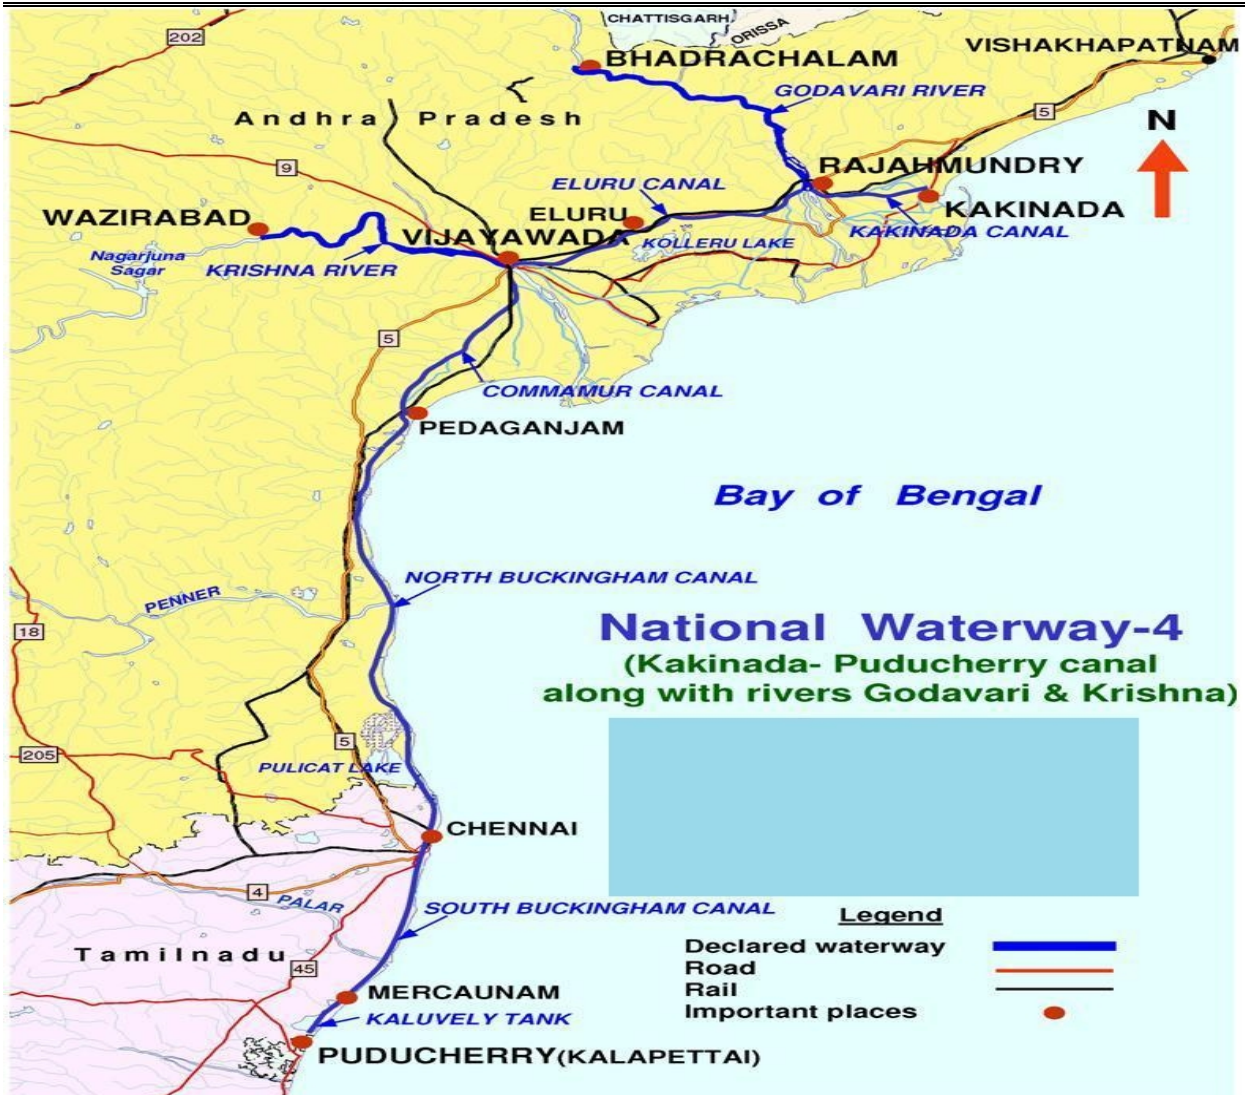 CHATTISGARH
ORISSA
202
BHADRACHALAM
VISHAKHAPATNAM
GODAVARI RIVER
Andhra Pradesh
5
N
9
RAJAHMUNDRY
ELURU CANAL
WAZIRABAD
ELURU
KAKINADA
VIJAYAWADA
KOLLERU LAKE
KAKINADA CANAL
Nagarjuna
Sagar
KRISHNA RIVER
5
COMMAMUR CANAL
PEDAGANJAM
Bay of Bengal
NORTH BUCKINGHAM CANAL
PENNER
18
National Waterway-4
(Kakinada- Puducherry canal
along with rivers Godavari & Krishna)
205
5
PULICAT LAKE
CHENNAI
4
PALAR
SOUTH BUCKINGHAM CANAL
Legend
Declared waterway
Road
Rail
Important places
Tamilnadu
45
MERCAUNAM
KALUVELY TANK
PUDUCHERRY(KALAPETTAI)